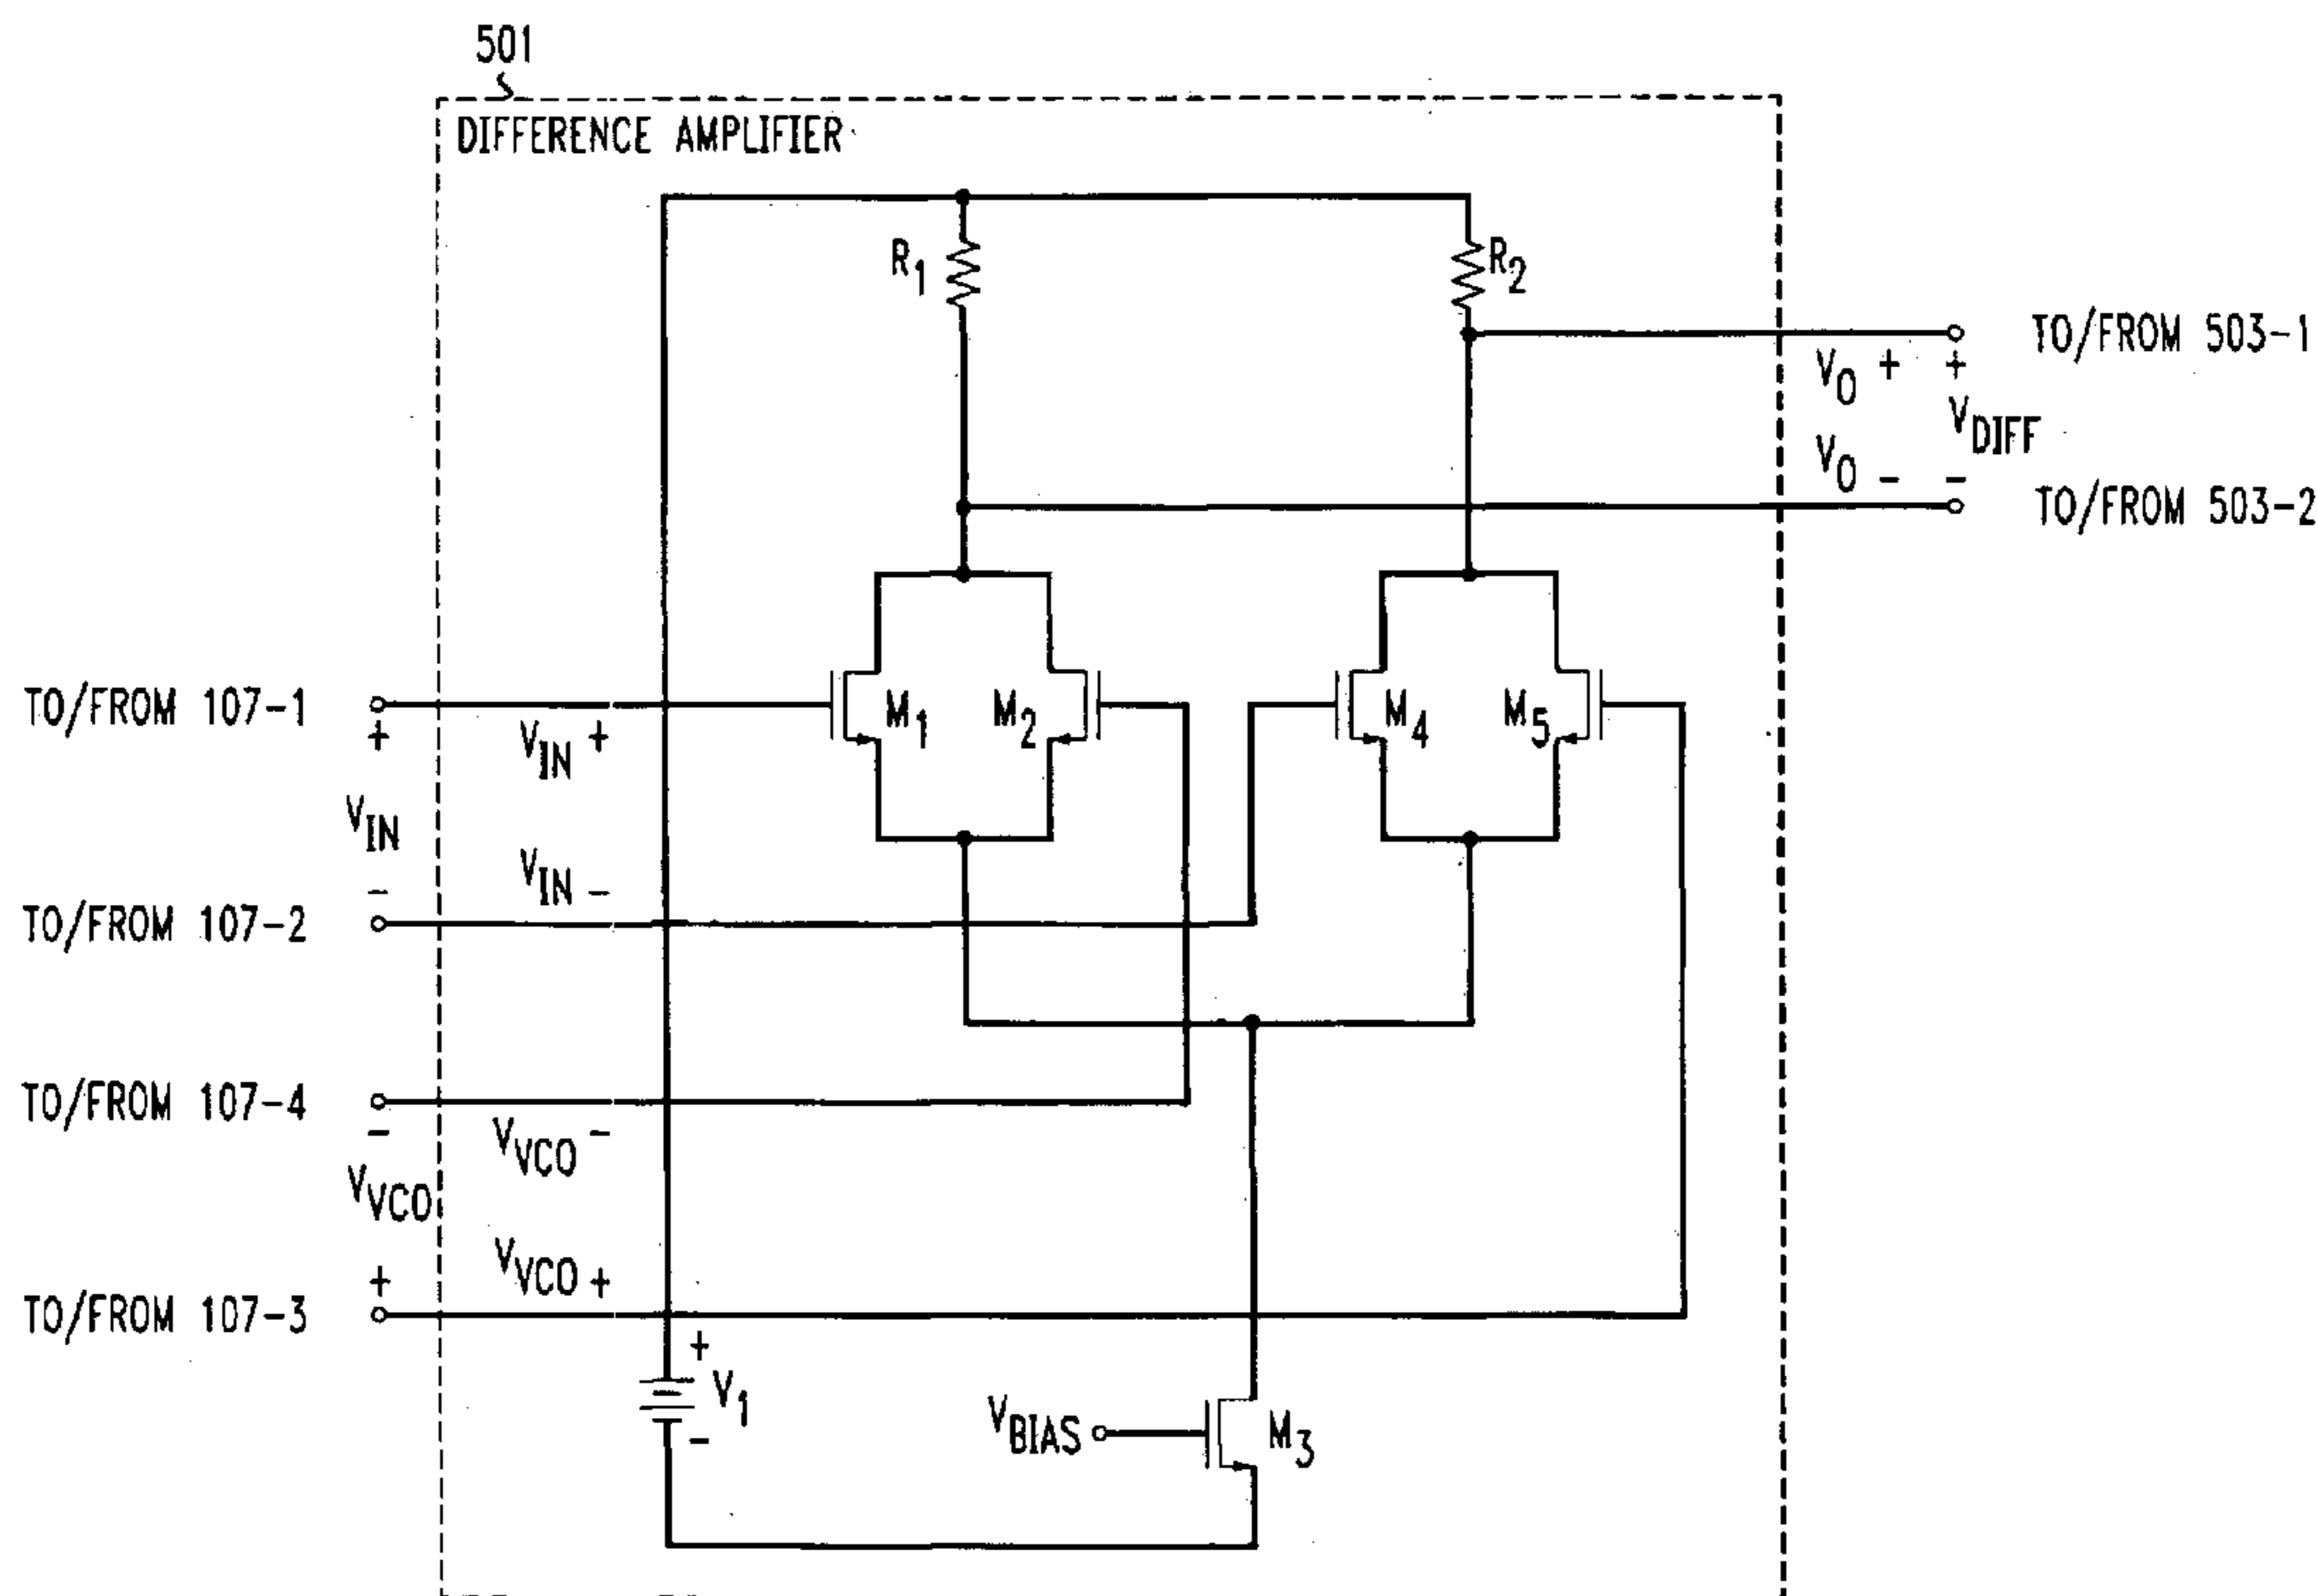 501
DIFFERENCE AMPLIFIER
R1
R2
TO/FROM 503-1
VO +
+
VDIFF
VO -
-
TO/FROM 503-2
TO/FROM 107-1
+
VIN +
M1
M2
M4
M5
VIN
-
VIN -
TO/FROM 107-2
TO/FROM 107-4
-
VVCO -
VVCO
+
VVCO +
TO/FROM 107-3
+
V1
-
VBIAS
M3